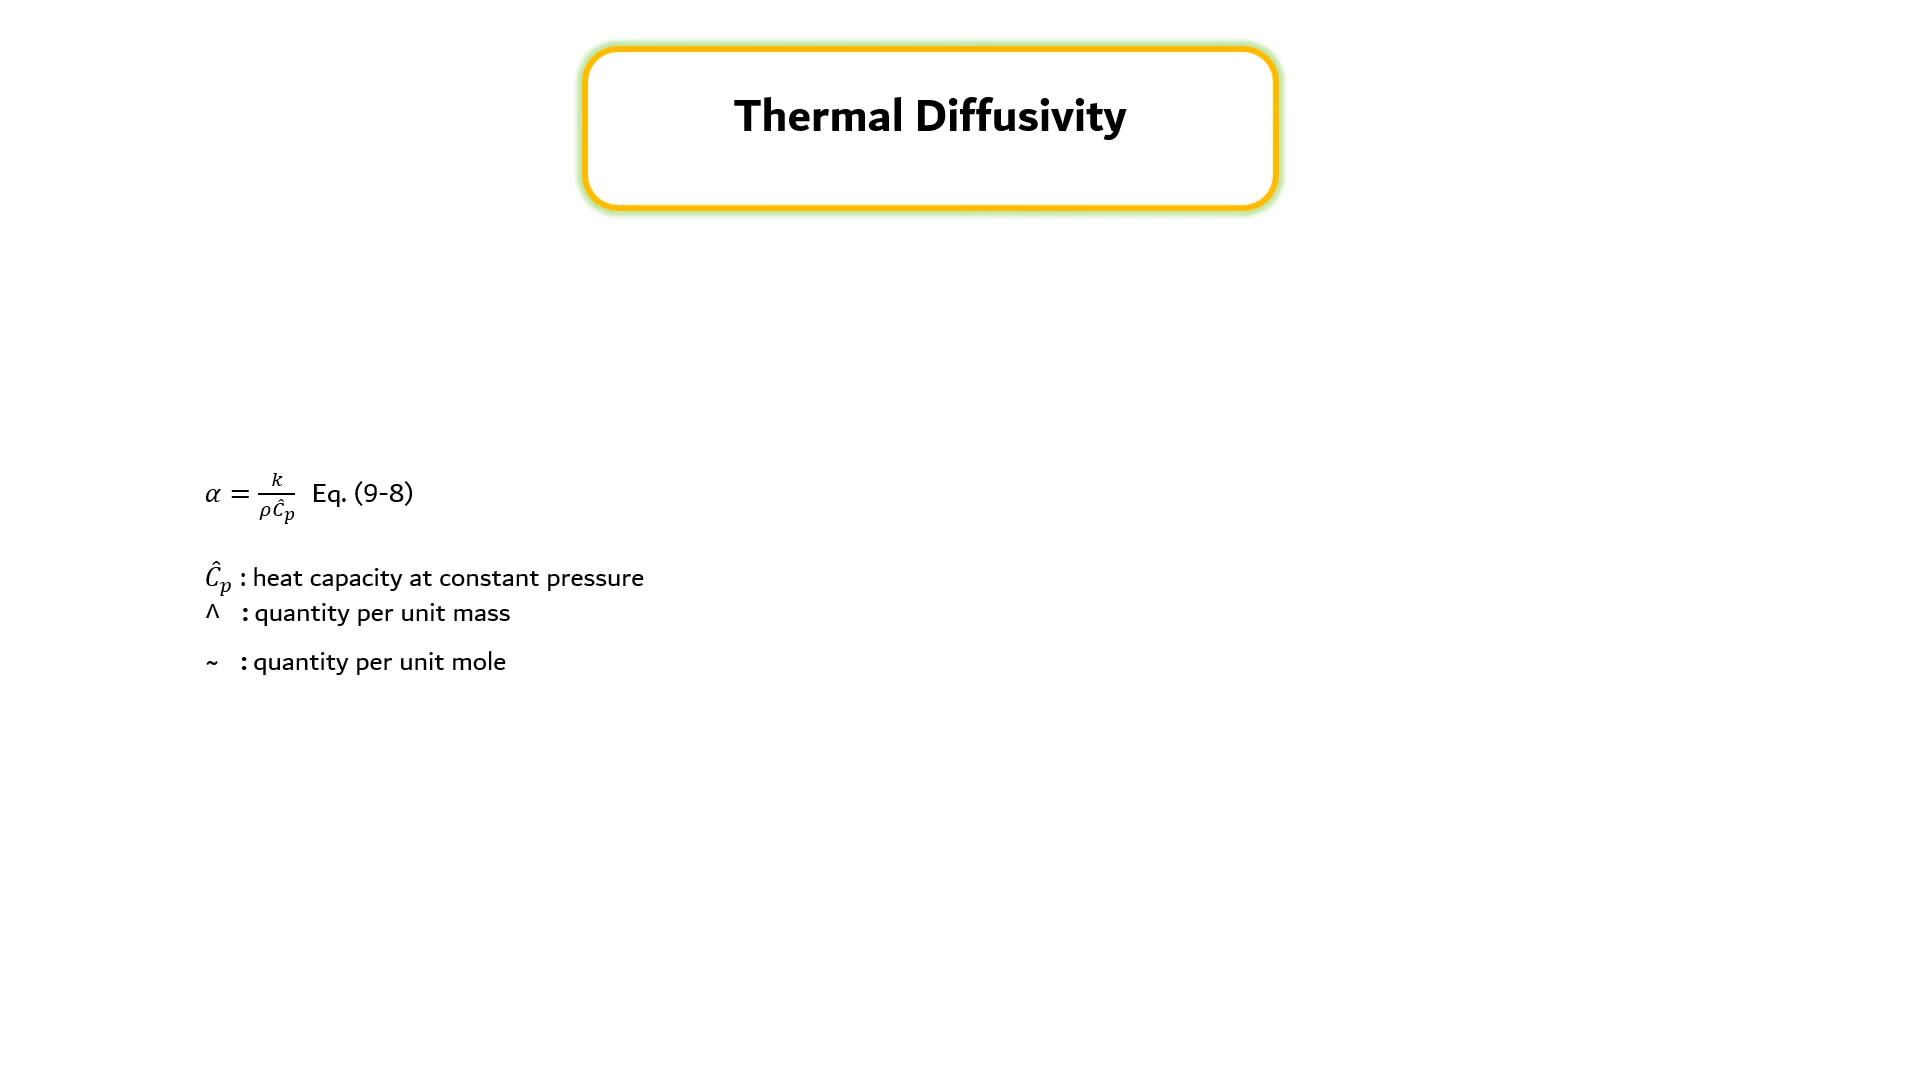 Thermal Diffusivity
𝛼 = 𝑘/𝜌Ĉ𝑝 Eq. (9-8)
Ĉ𝑝 : heat capacity at constant pressure
^ : quantity per unit mass
~ : quantity per unit mole